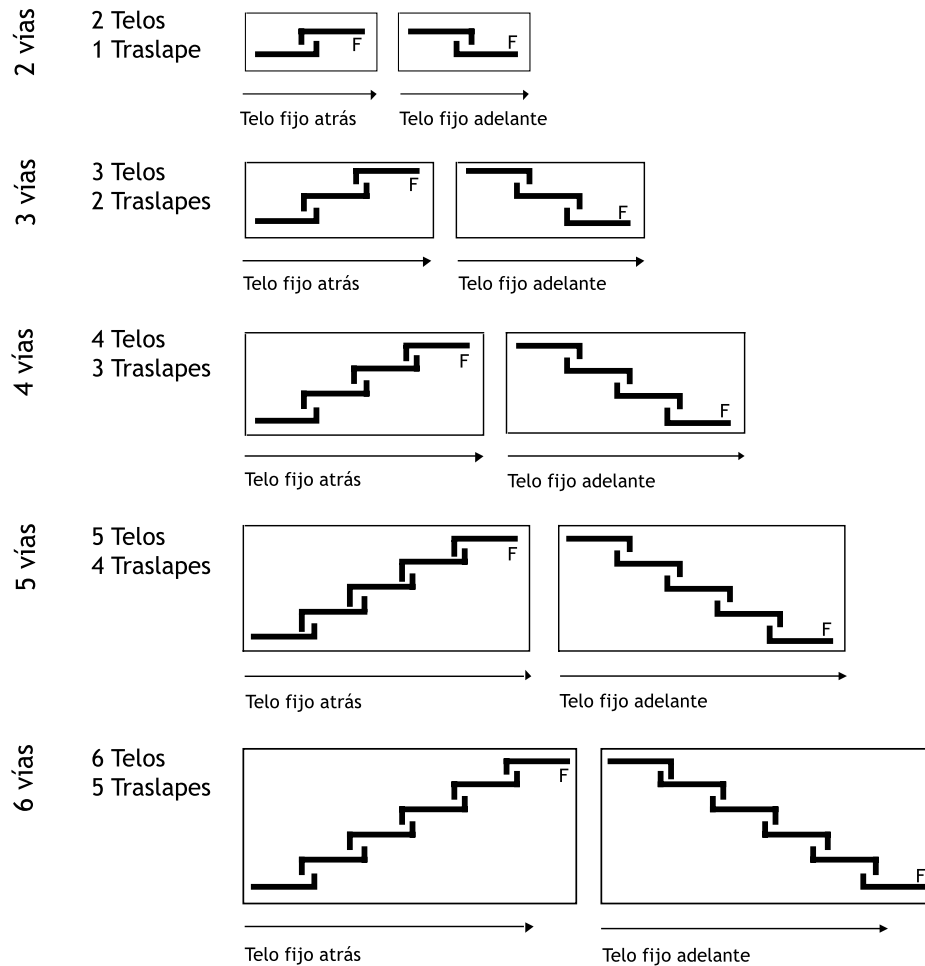 2 vías
2 Telos
1 Traslape
F
F
Telo fijo atrás
Telo fijo adelante
3 vías
3 Telos
2 Traslapes
F
F
Telo fijo atrás
Telo fijo adelante
4 vías
4 Telos
3 Traslapes
F
F
Telo fijo atrás
Telo fijo adelante
5 vías
5 Telos
4 Traslapes
F
F
Telo fijo atrás
Telo fijo adelante
6 vías
6 Telos
5 Traslapes
F
F
Telo fijo atrás
Telo fijo adelante